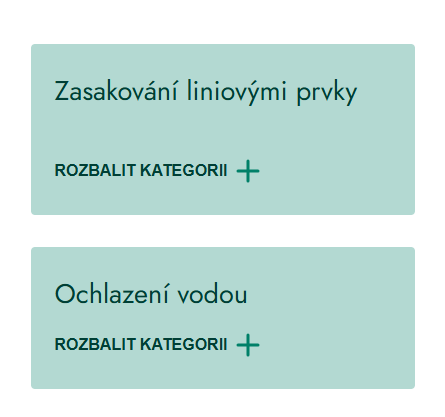 Zasakování liniovými prvky
ROZBALIT KATEGORII
Ochlazení vodou
ROZBALIT KATEGORII